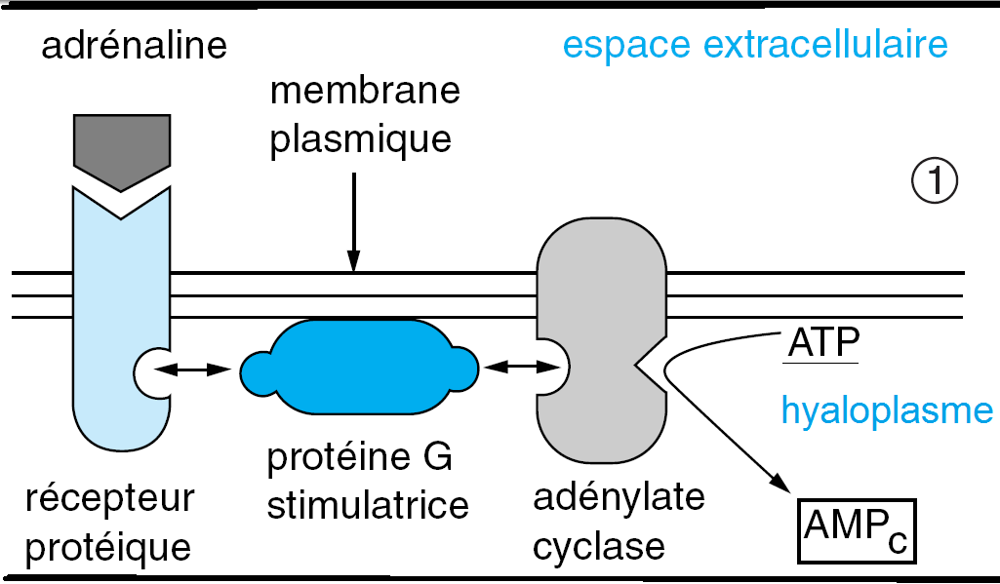 adrénaline
espace extracellulaire
membrane
plasmique
1
ATP
hyaloplasme
protéine G
stimulatrice
récepteur
protéique
adénylate
cyclase
AMPc